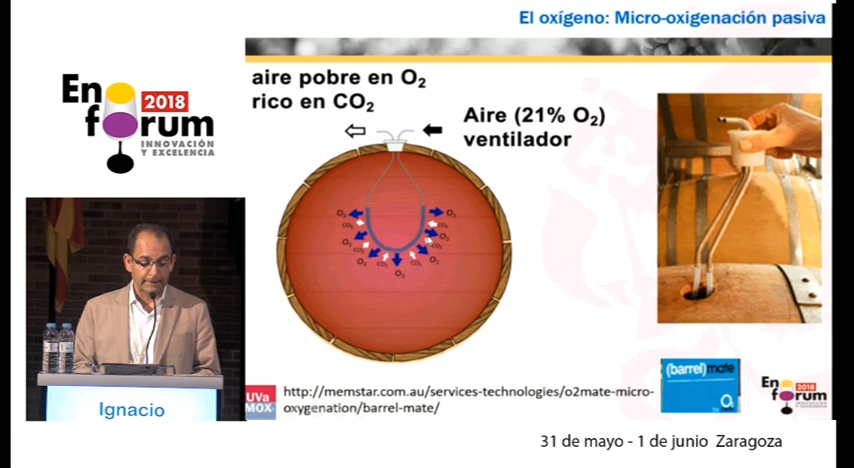 El oxígeno: Micro-oxigenación pasiva
En
2018
forum
INNOVACIÓN
Y EXCELENCIA
aire pobre en O₂
rico en CO₂
Aire (21% O₂)
ventilador
O₂ O₂
CO₂ CO₂
O₂ O₂
CO₂ CO₂
O₂ CO₂ CO₂ O₂
O₂
Ignacio
UVa
MOX
http://memstar.com.au/services-technologies/o2mate-micro-
oxygenation/barrel-mate/
(barrel)mate
O₂
En
2018
forum
31 de mayo - 1 de junio Zaragoza